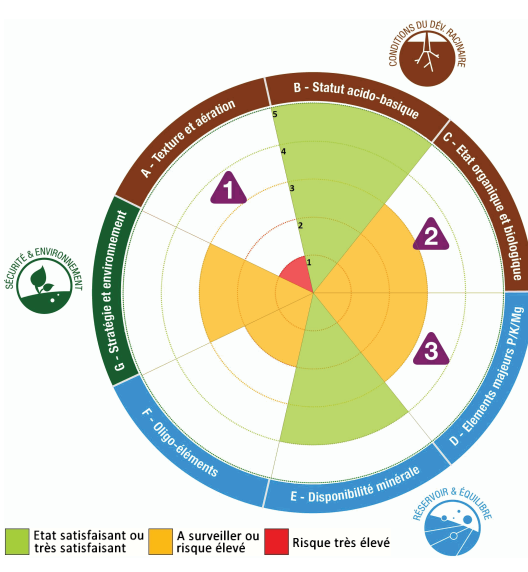 CONDITIONS DU DÉV. RACINAIRE
B - Statut acido-basique
A - Texture et aération
C - Etat organique et biologique
5
4
1
3
2
2
1
SÉCURITÉ & ENVIRONNEMENT
G - Stratégie et environnement
3
D - Elements majeurs P/K/Mg
F - Oligo-éléments
E - Disponibilité minérale
RÉSERVOIR & ÉQUILIBRE
Etat satisfaisant ou
très satisfaisant
A surveiller ou
risque élevé
Risque très élevé